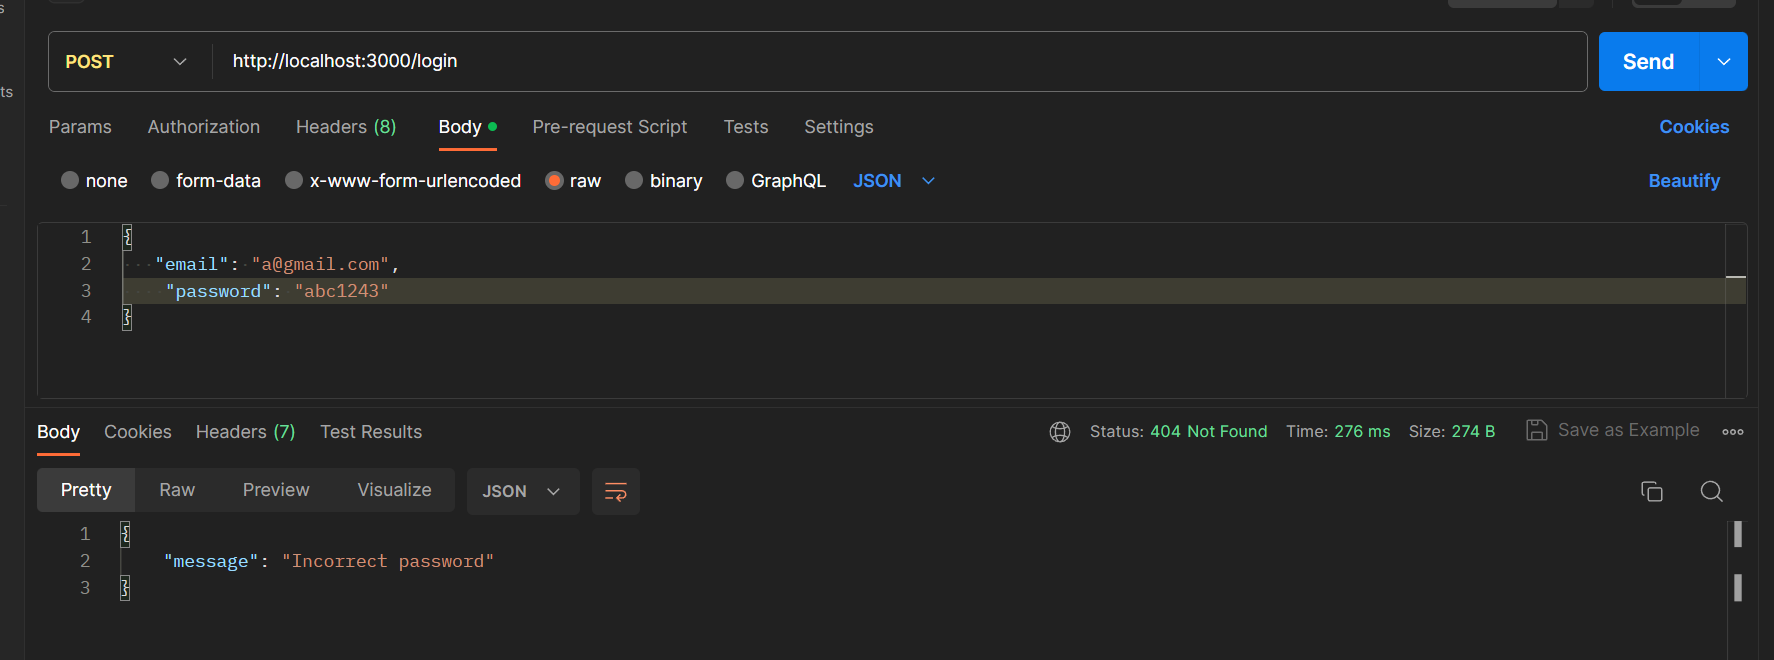 s
POST http://localhost:3000/login Send
ts
Params Authorization Headers (8) Body Pre-request Script Tests Settings Cookies
none form-data x-www-form-urlencoded raw binary GraphQL JSON Beautify
1 {
2 "email": "a@gmail.com",
3 "password": "abc1243"
4 }
Body Cookies Headers (7) Test Results Status: 404 Not Found Time: 276 ms Size: 274 B Save as Example
Pretty Raw Preview Visualize JSON
1 {
2 "message": "Incorrect password"
3 }